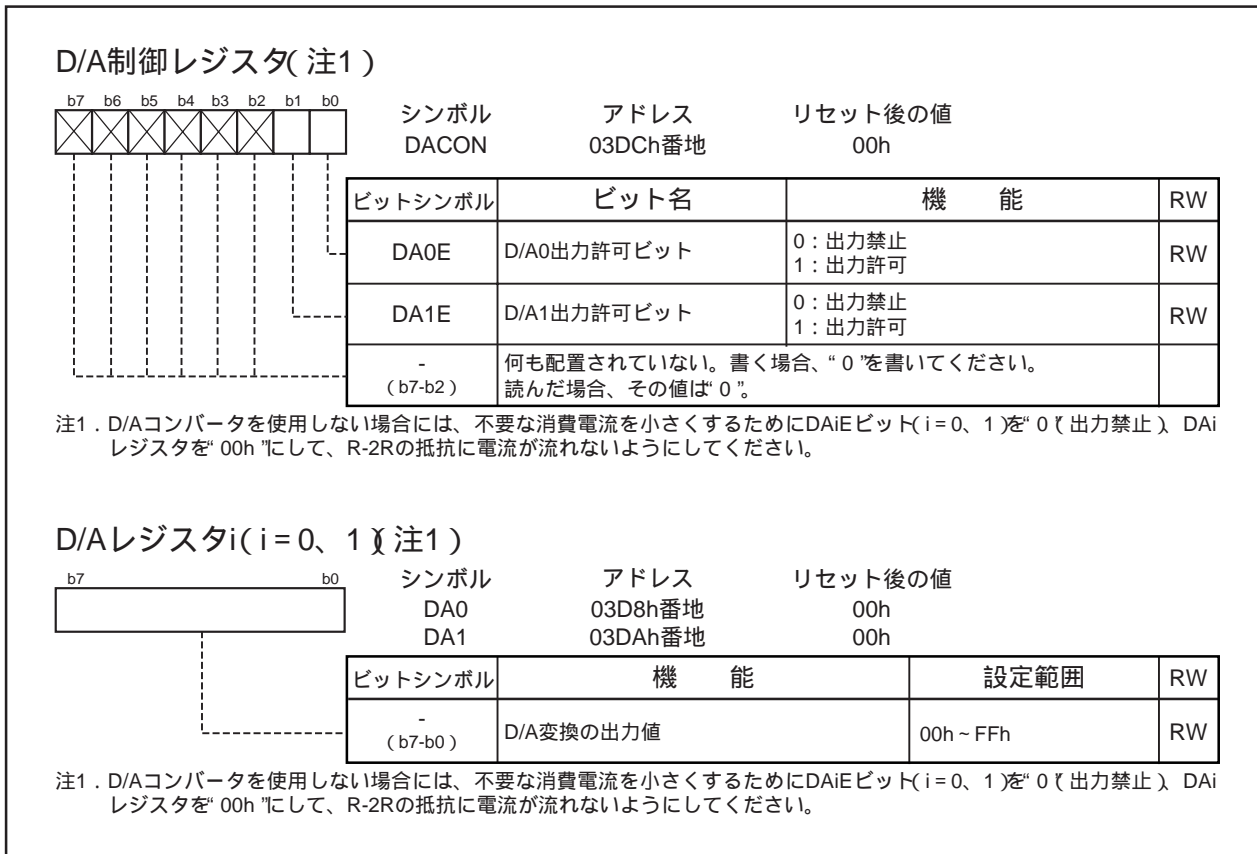 D/A制御レジスタ（注1）
b7 b6 b5 b4 b3 b2 b1 b0
シンボル アドレス リセット後の値
DACON 03DCh番地 00h
ビットシンボル ビット名 機 能 RW
DA0E D/A0出力許可ビット 0：出力禁止 RW
1：出力許可
DA1E D/A1出力許可ビット 0：出力禁止 RW
1：出力許可
-
（b7-b2）
何も配置されていない。書く場合、“0”を書いてください。
読んだ場合、その値は“0”。
注1．D/Aコンバータを使用しない場合には、不要な消費電流を小さくするためにDAiEビット（i=0、1）を“0”（出力禁止）、DAi
レジスタを“00h”にして、R-2Rの抵抗に電流が流れないようにしてください。
D/Aレジスタi（i=0、1）（注1）
b7 b0
シンボル アドレス リセット後の値
DA0 03D8h番地 00h
DA1 03DAh番地 00h
ビットシンボル 機 能 設定範囲 RW
-
（b7-b0） D/A変換の出力値 00h～FFh RW
注1．D/Aコンバータを使用しない場合には、不要な消費電流を小さくするためにDAiEビット（i=0、1）を“0”（出力禁止）、DAi
レジスタを“00h”にして、R-2Rの抵抗に電流が流れないようにしてください。